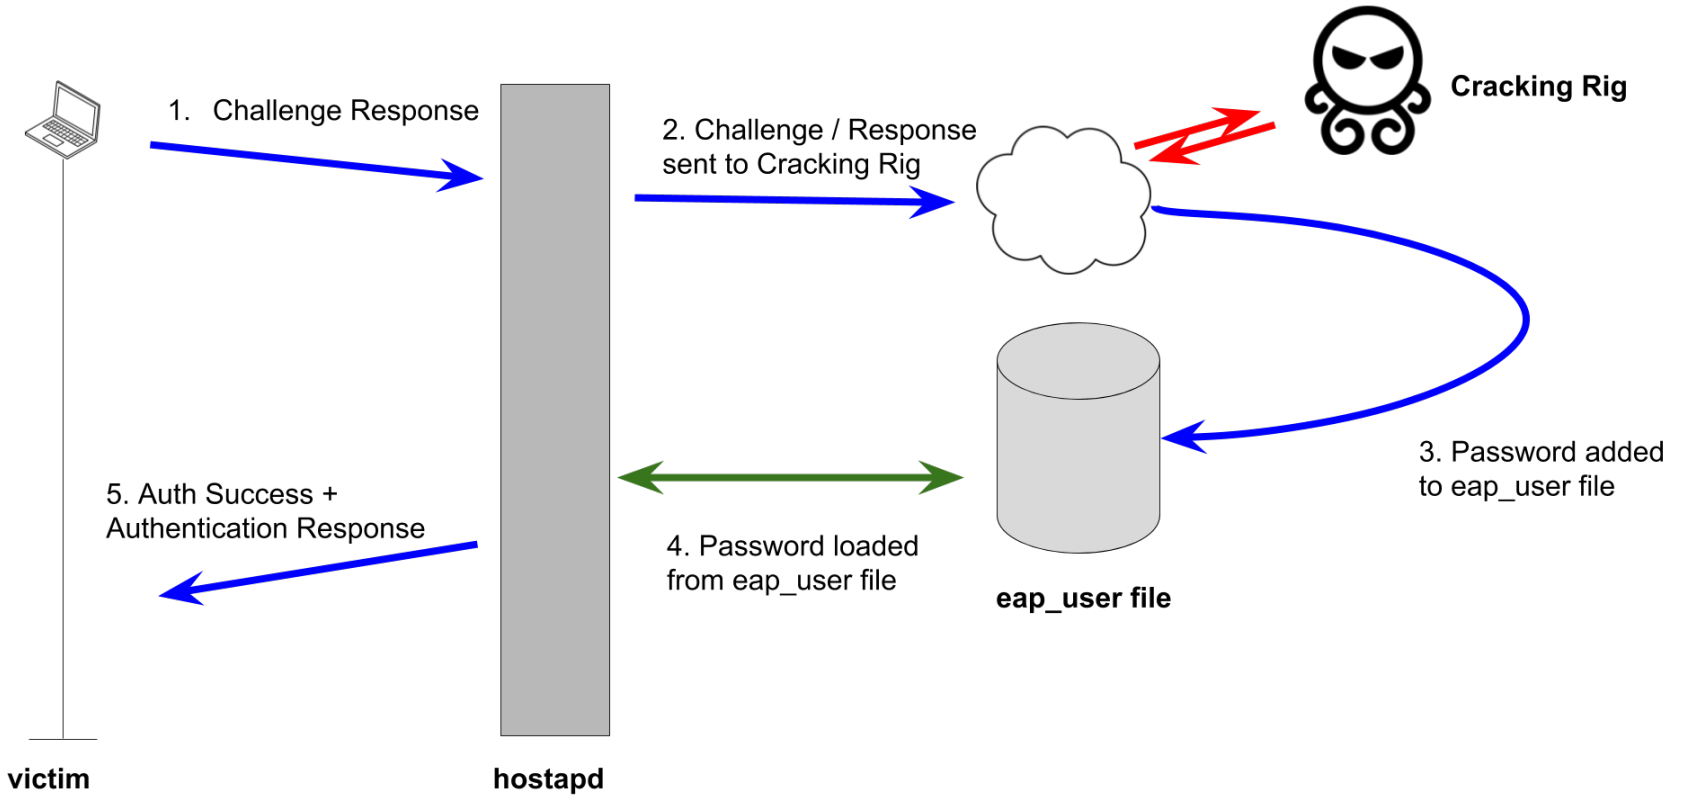 1. Challenge Response
2. Challenge / Response
sent to Cracking Rig
Cracking Rig
3. Password added
to eap_user file
5. Auth Success +
Authentication Response
4. Password loaded
from eap_user file
eap_user file
victim
hostapd